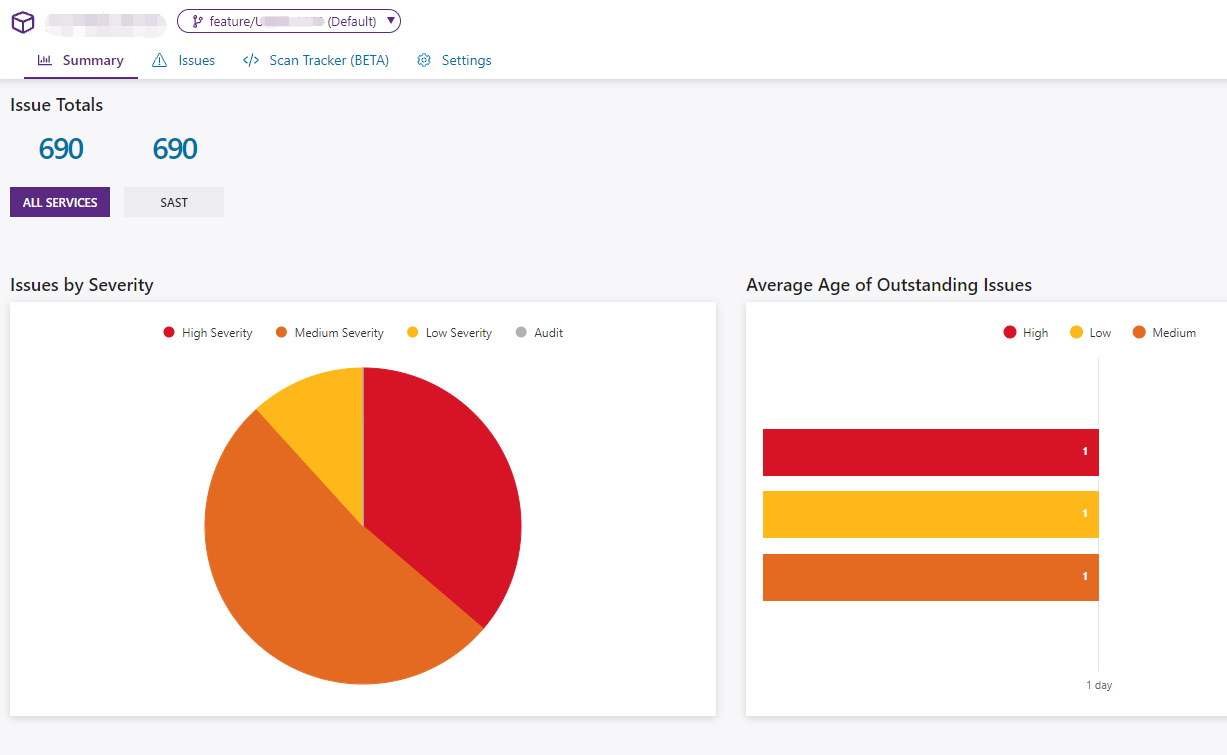 feature/U (Default)
Summary Issues Scan Tracker (BETA) Settings
Issue Totals
690 690
ALL SERVICES SAST
Issues by Severity
High Severity Medium Severity Low Severity Audit
Average Age of Outstanding Issues
High Low Medium
1
1
1
1 day